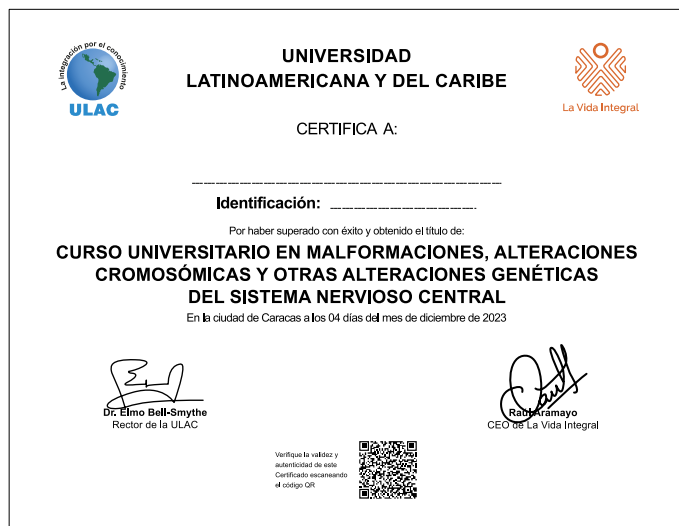 La integración por el conocimiento
ULAC
UNIVERSIDAD
LATINOAMERICANA Y DEL CARIBE
La Vida Integral
CERTIFICA A:
Identificación:
Por haber superado con éxito y obtenido el título de:
CURSO UNIVERSITARIO EN MALFORMACIONES, ALTERACIONES
CROMOSÓMICAS Y OTRAS ALTERACIONES GENÉTICAS
DEL SISTEMA NERVIOSO CENTRAL
En la ciudad de Caracas a los 04 días del mes de diciembre de 2023
Dr. Elmo Bell-Smythe
Rector de la ULAC
Raúl Aramayo
CEO de La Vida Integral
Verifique la validez y
autenticidad de este
Certificado escaneando
el código QR